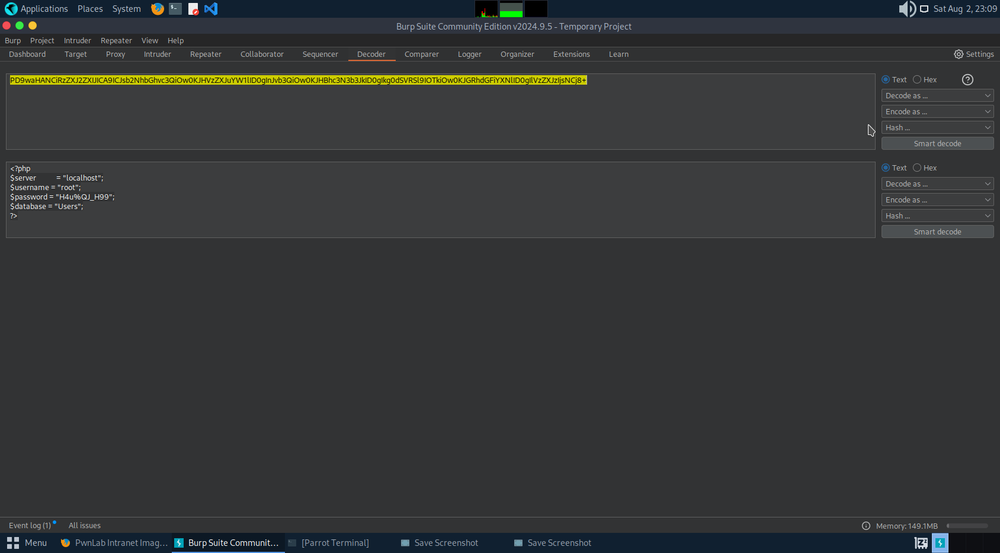 Applications Places System Sat Aug 2, 23:09
Burp Suite Community Edition v2024.9.5 - Temporary Project
Burp Project Intruder Repeater View Help
Dashboard Target Proxy Intruder Repeater Collaborator Sequencer Decoder Comparer Logger Organizer Extensions Learn Settings
PD9waHANCiRzZXJ2ZXIJICA9ICJsb2NhbGhvc3QiOw0KJHVzZXJuYW1lID0gInJvb3QiOw0KJHBhc3N3b3JkID0gIkg0dSVRSl9IOTkiOw0KJGRhdGFiYXNlID0gIlVzZXJzIjsNCj8+
Text Hex ?
Decode as ...
Encode as ...
Hash ...
Smart decode
<?php
$server = "localhost";
$username = "root";
$password = "H4u%QJ_H99";
$database = "Users";
?>
Text Hex
Decode as ...
Encode as ...
Hash ...
Smart decode
Event log (1) All issues Memory: 149.1MB
Menu PwnLab Intranet Imag... Burp Suite Communit... [Parrot Terminal] Save Screenshot Save Screenshot